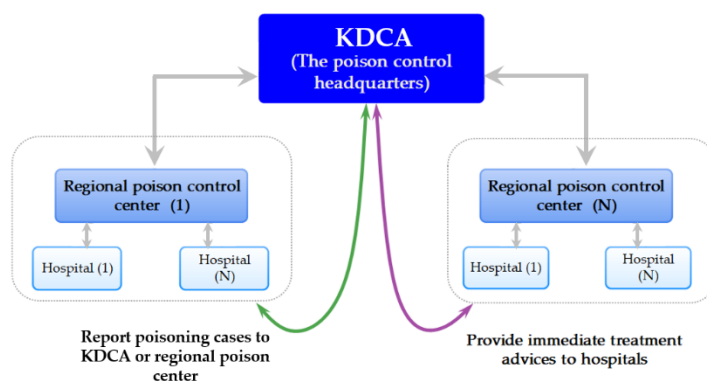 KDCA
(The poison control
headquarters)
Regional poison control
center (1)
Hospital (1)
Hospital
(N)
Regional poison control
center (N)
Hospital (1)
Hospital
(N)
Report poisoning cases to
KDCA or regional poison
center
Provide immediate treatment
advices to hospitals